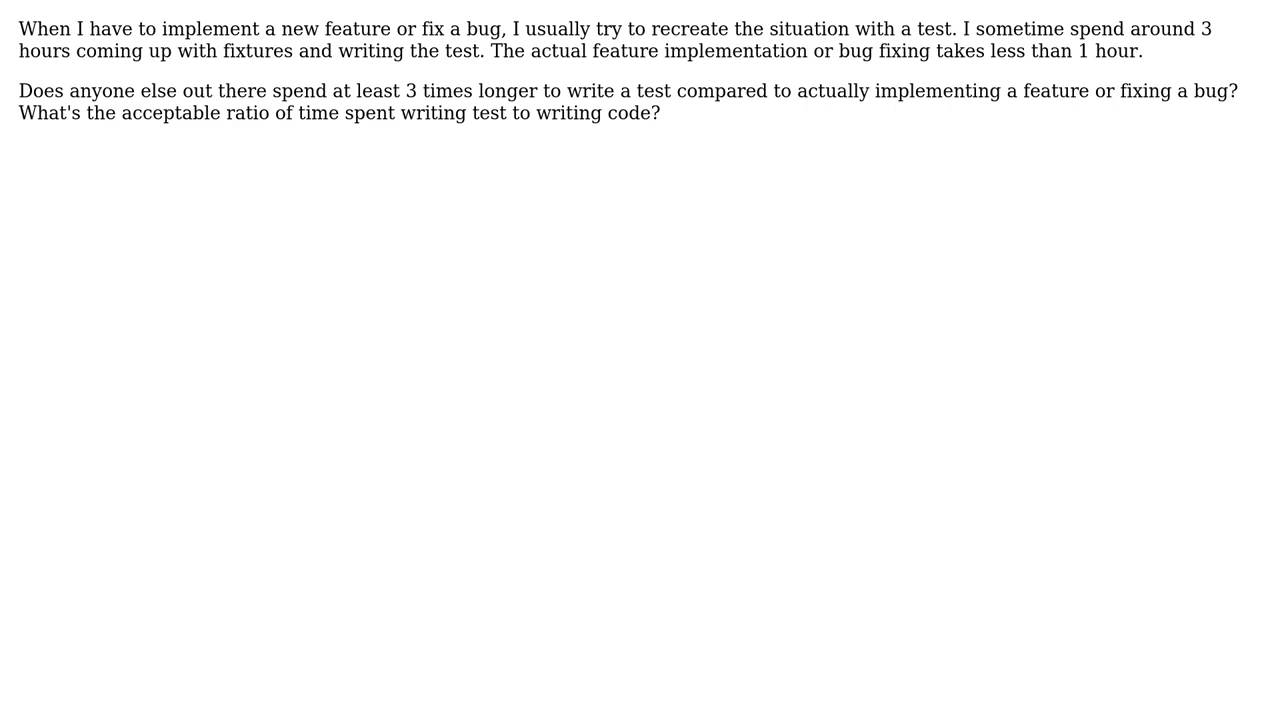 When I have to implement a new feature or fix a bug, I usually try to recreate the situation with a test. I sometime spend around 3
hours coming up with fixtures and writing the test. The actual feature implementation or bug fixing takes less than 1 hour.
Does anyone else out there spend at least 3 times longer to write a test compared to actually implementing a feature or fixing a bug?
What's the acceptable ratio of time spent writing test to writing code?